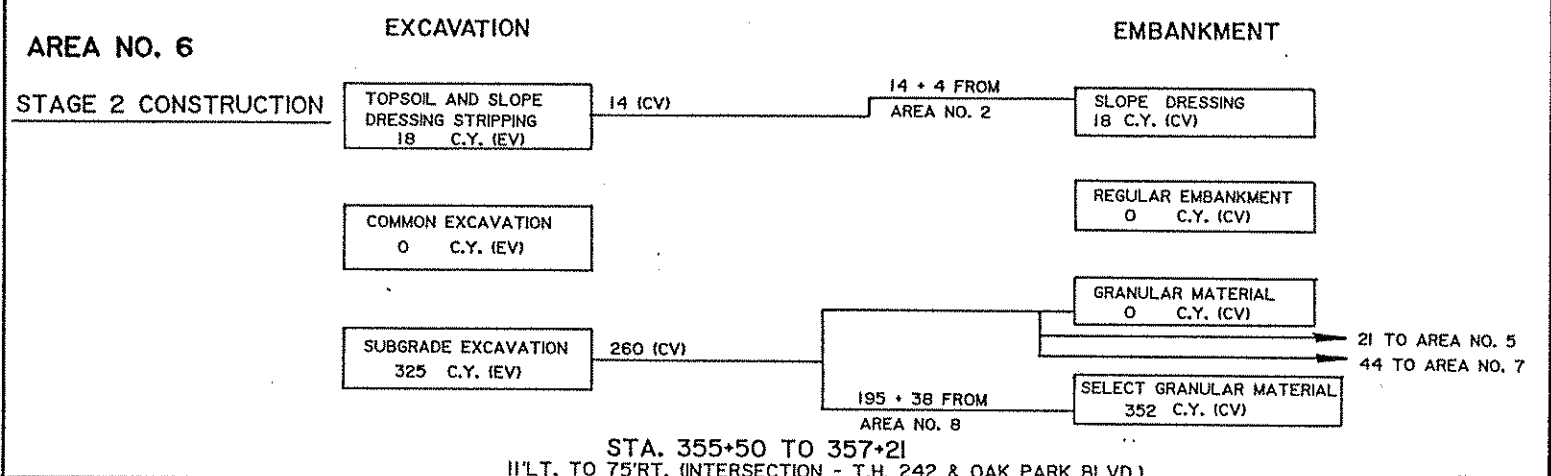 EXCAVATION
EMBANKMENT
AREA NO. 6
STAGE 2 CONSTRUCTION
TOPSOIL AND SLOPE
DRESSING STRIPPING
18 C.Y. (EV)
14 (CV)
14 + 4 FROM
AREA NO. 2
SLOPE DRESSING
18 C.Y. (CV)
COMMON EXCAVATION
0 C.Y. (EV)
REGULAR EMBANKMENT
0 C.Y. (CV)
SUBGRADE EXCAVATION
325 C.Y. (EV)
260 (CV)
GRANULAR MATERIAL
0 C.Y. (CV)
21 TO AREA NO. 5
44 TO AREA NO. 7
195 + 38 FROM
AREA NO. 8
SELECT GRANULAR MATERIAL
352 C.Y. (CV)
STA. 355+50 TO 357+21
11'LT. TO 75'RT. (INTERSECTION - T.H. 242 & OAK PARK BLVD.)